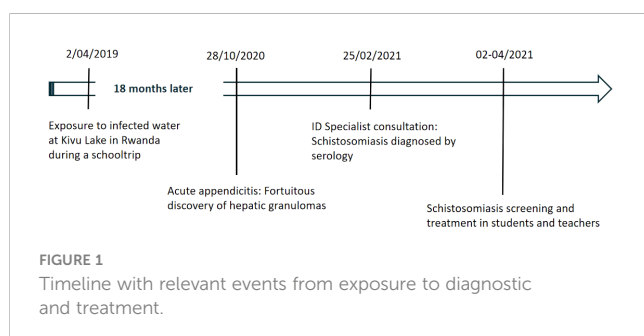 2/04/2019
28/10/2020
25/02/2021
02-04/2021
18 months later
Exposure to infected water
at Kivu Lake in Rwanda
during a schooltrip
ID Specialist consultation:
Schistosomiasis diagnosed by
serology
Acute appendicitis: Fortuitous
discovery of hepatic granulomas
Schistosomiasis screening and
treatment in students and teachers
FIGURE 1
Timeline with relevant events from exposure to diagnostic
and treatment.